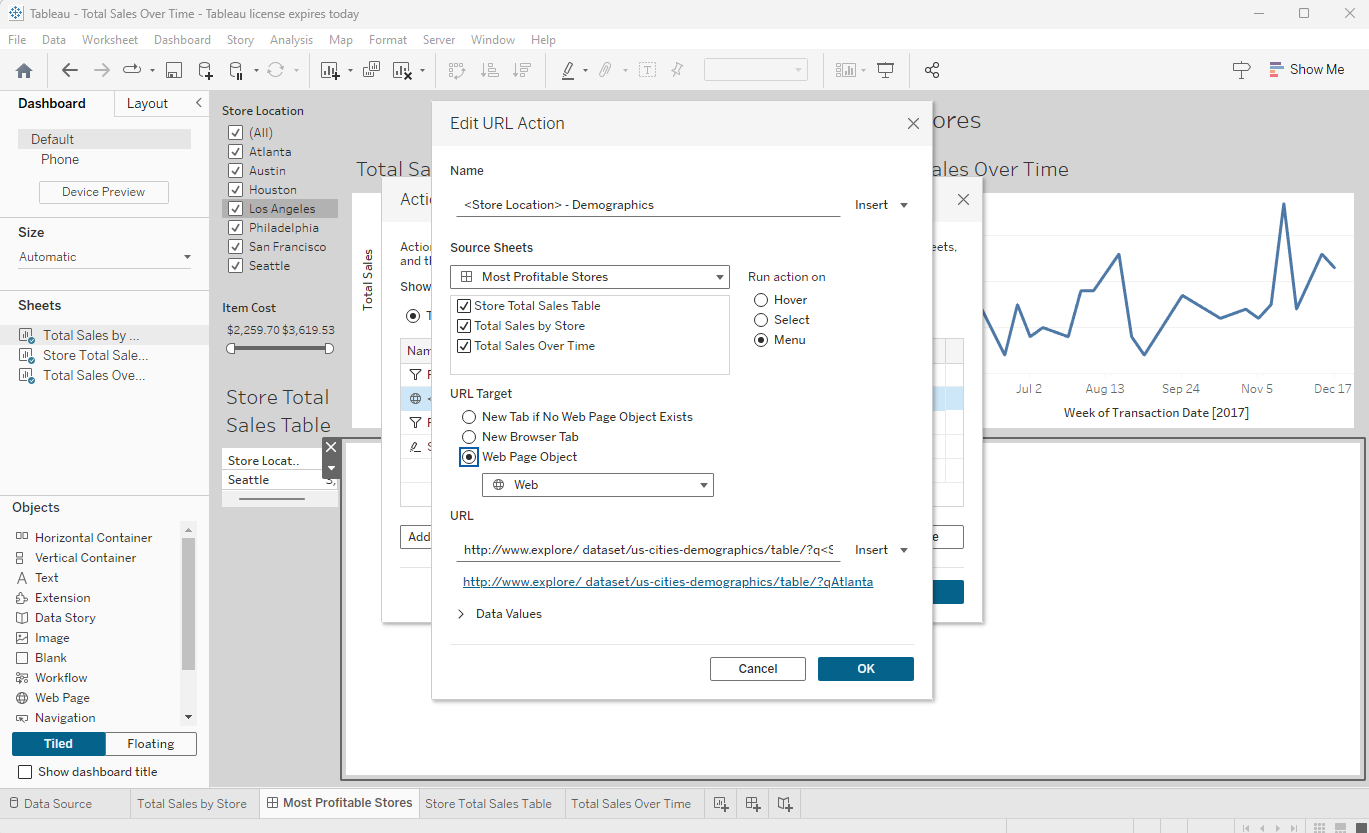 Tableau - Total Sales Over Time - Tableau license expires today
File Data Worksheet Dashboard Story Analysis Map Format Server Window Help
Show Me
Dashboard
Layout
Default
Phone
Device Preview
Size
Automatic
Sheets
Total Sales by ...
Store Total Sale...
Total Sales Ove...
Objects
Horizontal Container
Vertical Container
Text
Extension
Data Story
Image
Blank
Workflow
Web Page
Navigation
Tiled
Floating
Show dashboard title
Store Location
(All)
Atlanta
Austin
Houston
Los Angeles
Philadelphia
San Francisco
Seattle
Item Cost
$2,259.70 $3,619.53
Store Total
Sales Table
Store Locat..
Seattle
3,
Total Sa
Total Sales
ores
ales Over Time
Jul 2
Aug 13
Sep 24
Nov 5
Dec 17
Week of Transaction Date [2017]
Actio
Action
eets,
and th
Show
Nam
Add
e
Edit URL Action
Name
<Store Location> - Demographics
Insert
Source Sheets
Most Profitable Stores
Store Total Sales Table
Total Sales by Store
Total Sales Over Time
Run action on
Hover
Select
Menu
URL Target
New Tab if No Web Page Object Exists
New Browser Tab
Web Page Object
Web
URL
http://www.explore/ dataset/us-cities-demographics/table/?q<S
Insert
http://www.explore/ dataset/us-cities-demographics/table/?qAtlanta
Data Values
Cancel
OK
Data Source
Total Sales by Store
Most Profitable Stores
Store Total Sales Table
Total Sales Over Time